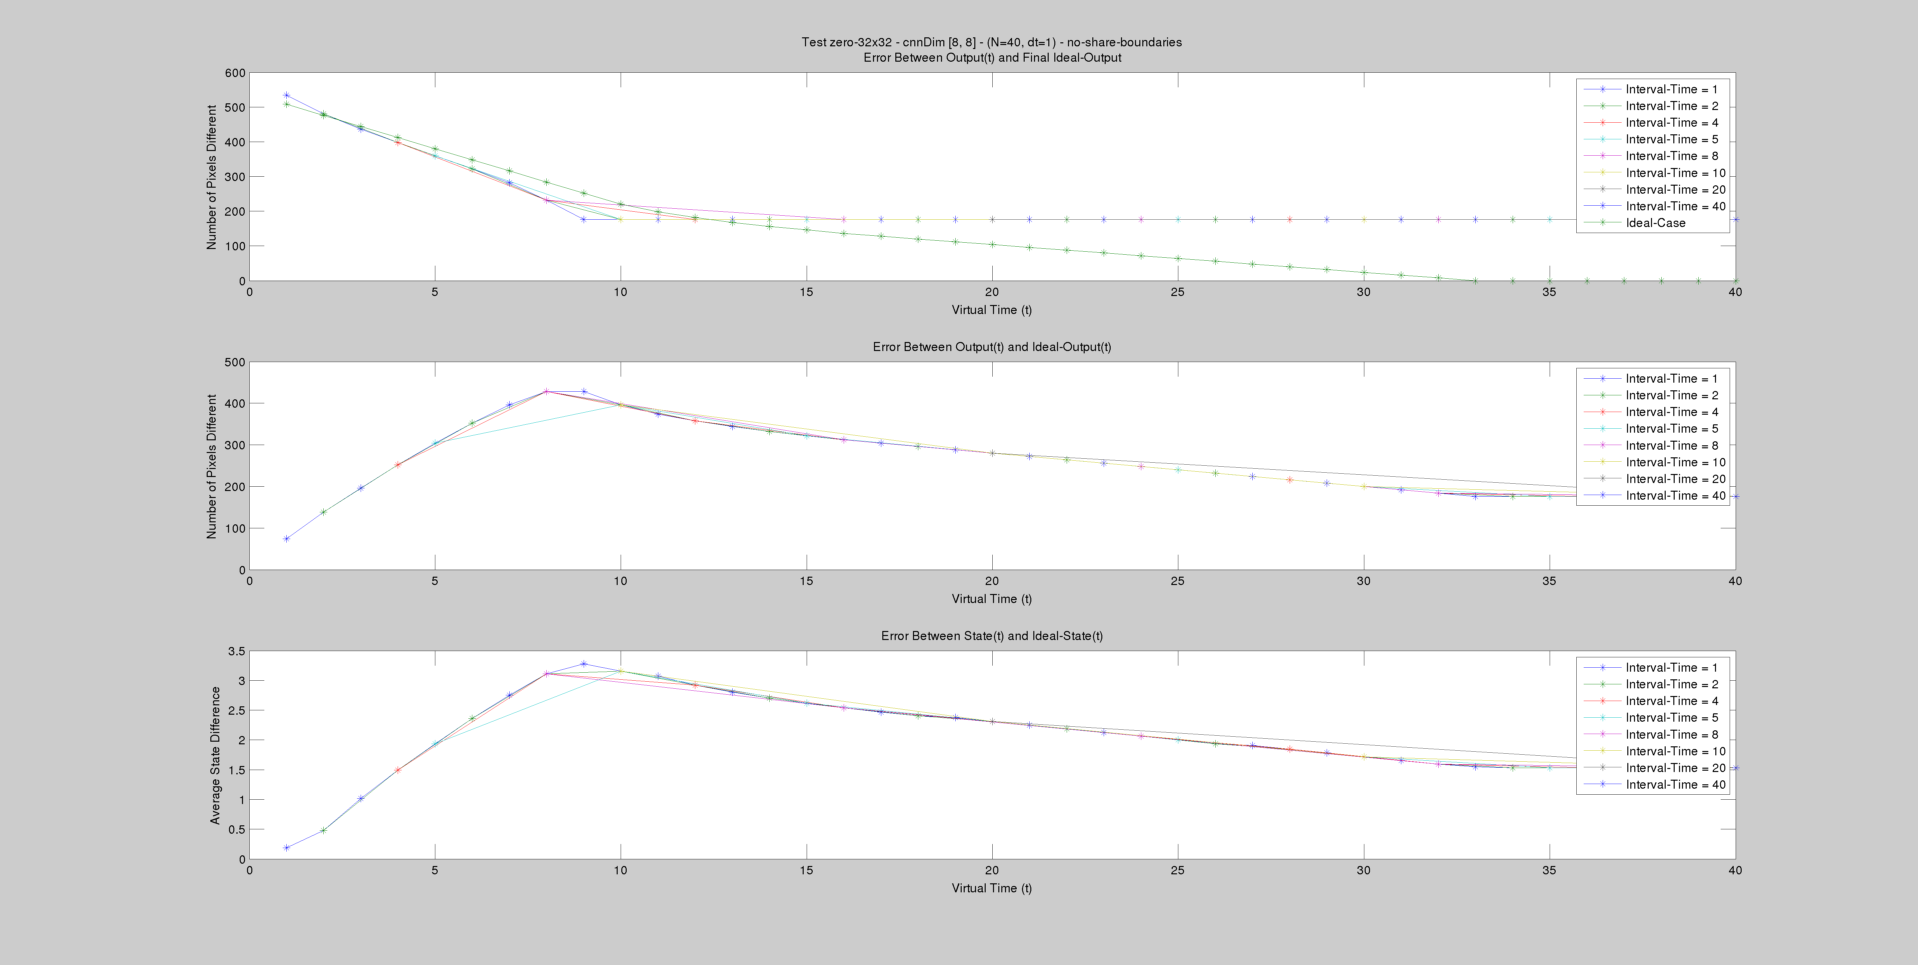 Test zero-32x32 - cnnDim [8, 8] - (N=40, dt=1) - no-share-boundaries
Error Between Output(t) and Final Ideal-Output
Number of Pixels Different
600
500
400
300
200
100
0
0 5 10 15 20 25 30 35 40
Virtual Time (t)
Interval-Time = 1
Interval-Time = 2
Interval-Time = 4
Interval-Time = 5
Interval-Time = 8
Interval-Time = 10
Interval-Time = 20
Interval-Time = 40
Ideal-Case
Error Between Output(t) and Ideal-Output(t)
Number of Pixels Different
500
400
300
200
100
0
0 5 10 15 20 25 30 35 40
Virtual Time (t)
Interval-Time = 1
Interval-Time = 2
Interval-Time = 4
Interval-Time = 5
Interval-Time = 8
Interval-Time = 10
Interval-Time = 20
Interval-Time = 40
Error Between State(t) and Ideal-State(t)
Average State Difference
3.5
3
2.5
2
1.5
1
0.5
0
0 5 10 15 20 25 30 35 40
Virtual Time (t)
Interval-Time = 1
Interval-Time = 2
Interval-Time = 4
Interval-Time = 5
Interval-Time = 8
Interval-Time = 10
Interval-Time = 20
Interval-Time = 40